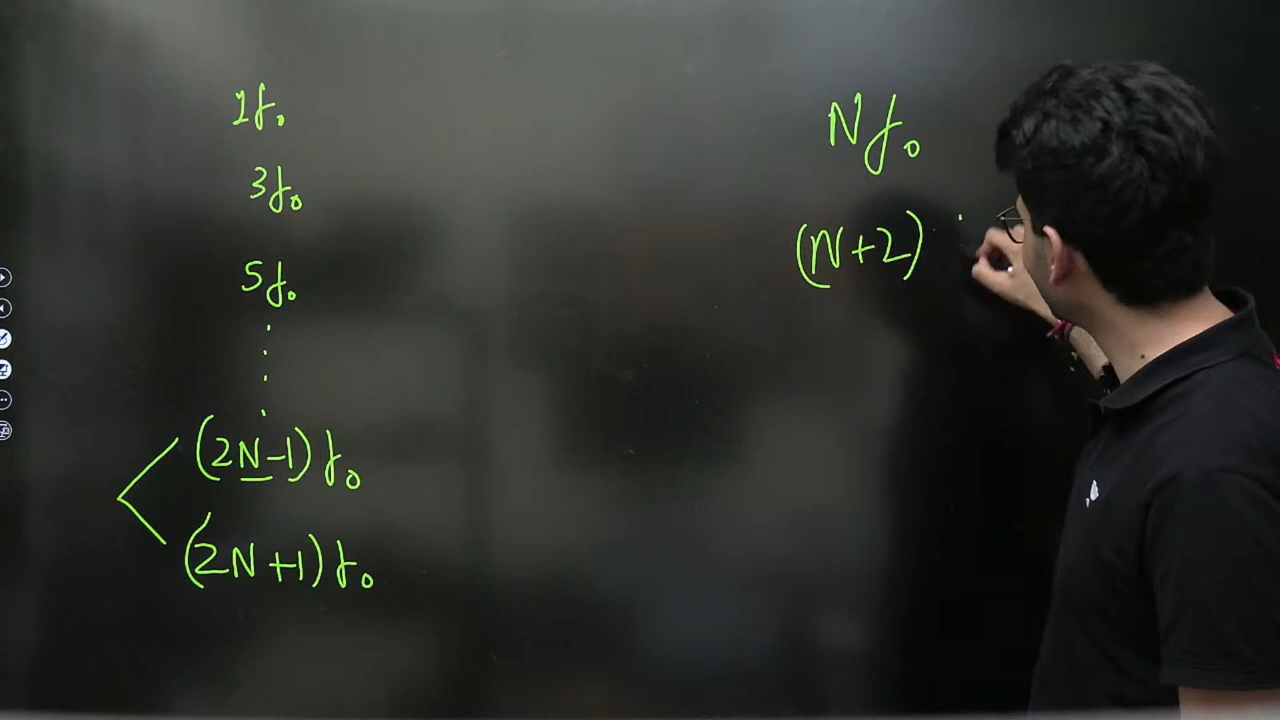 1f₀
3f₀
5f₀
(2N-1)f₀
(2N+1)f₀
Nf₀
(N+2)